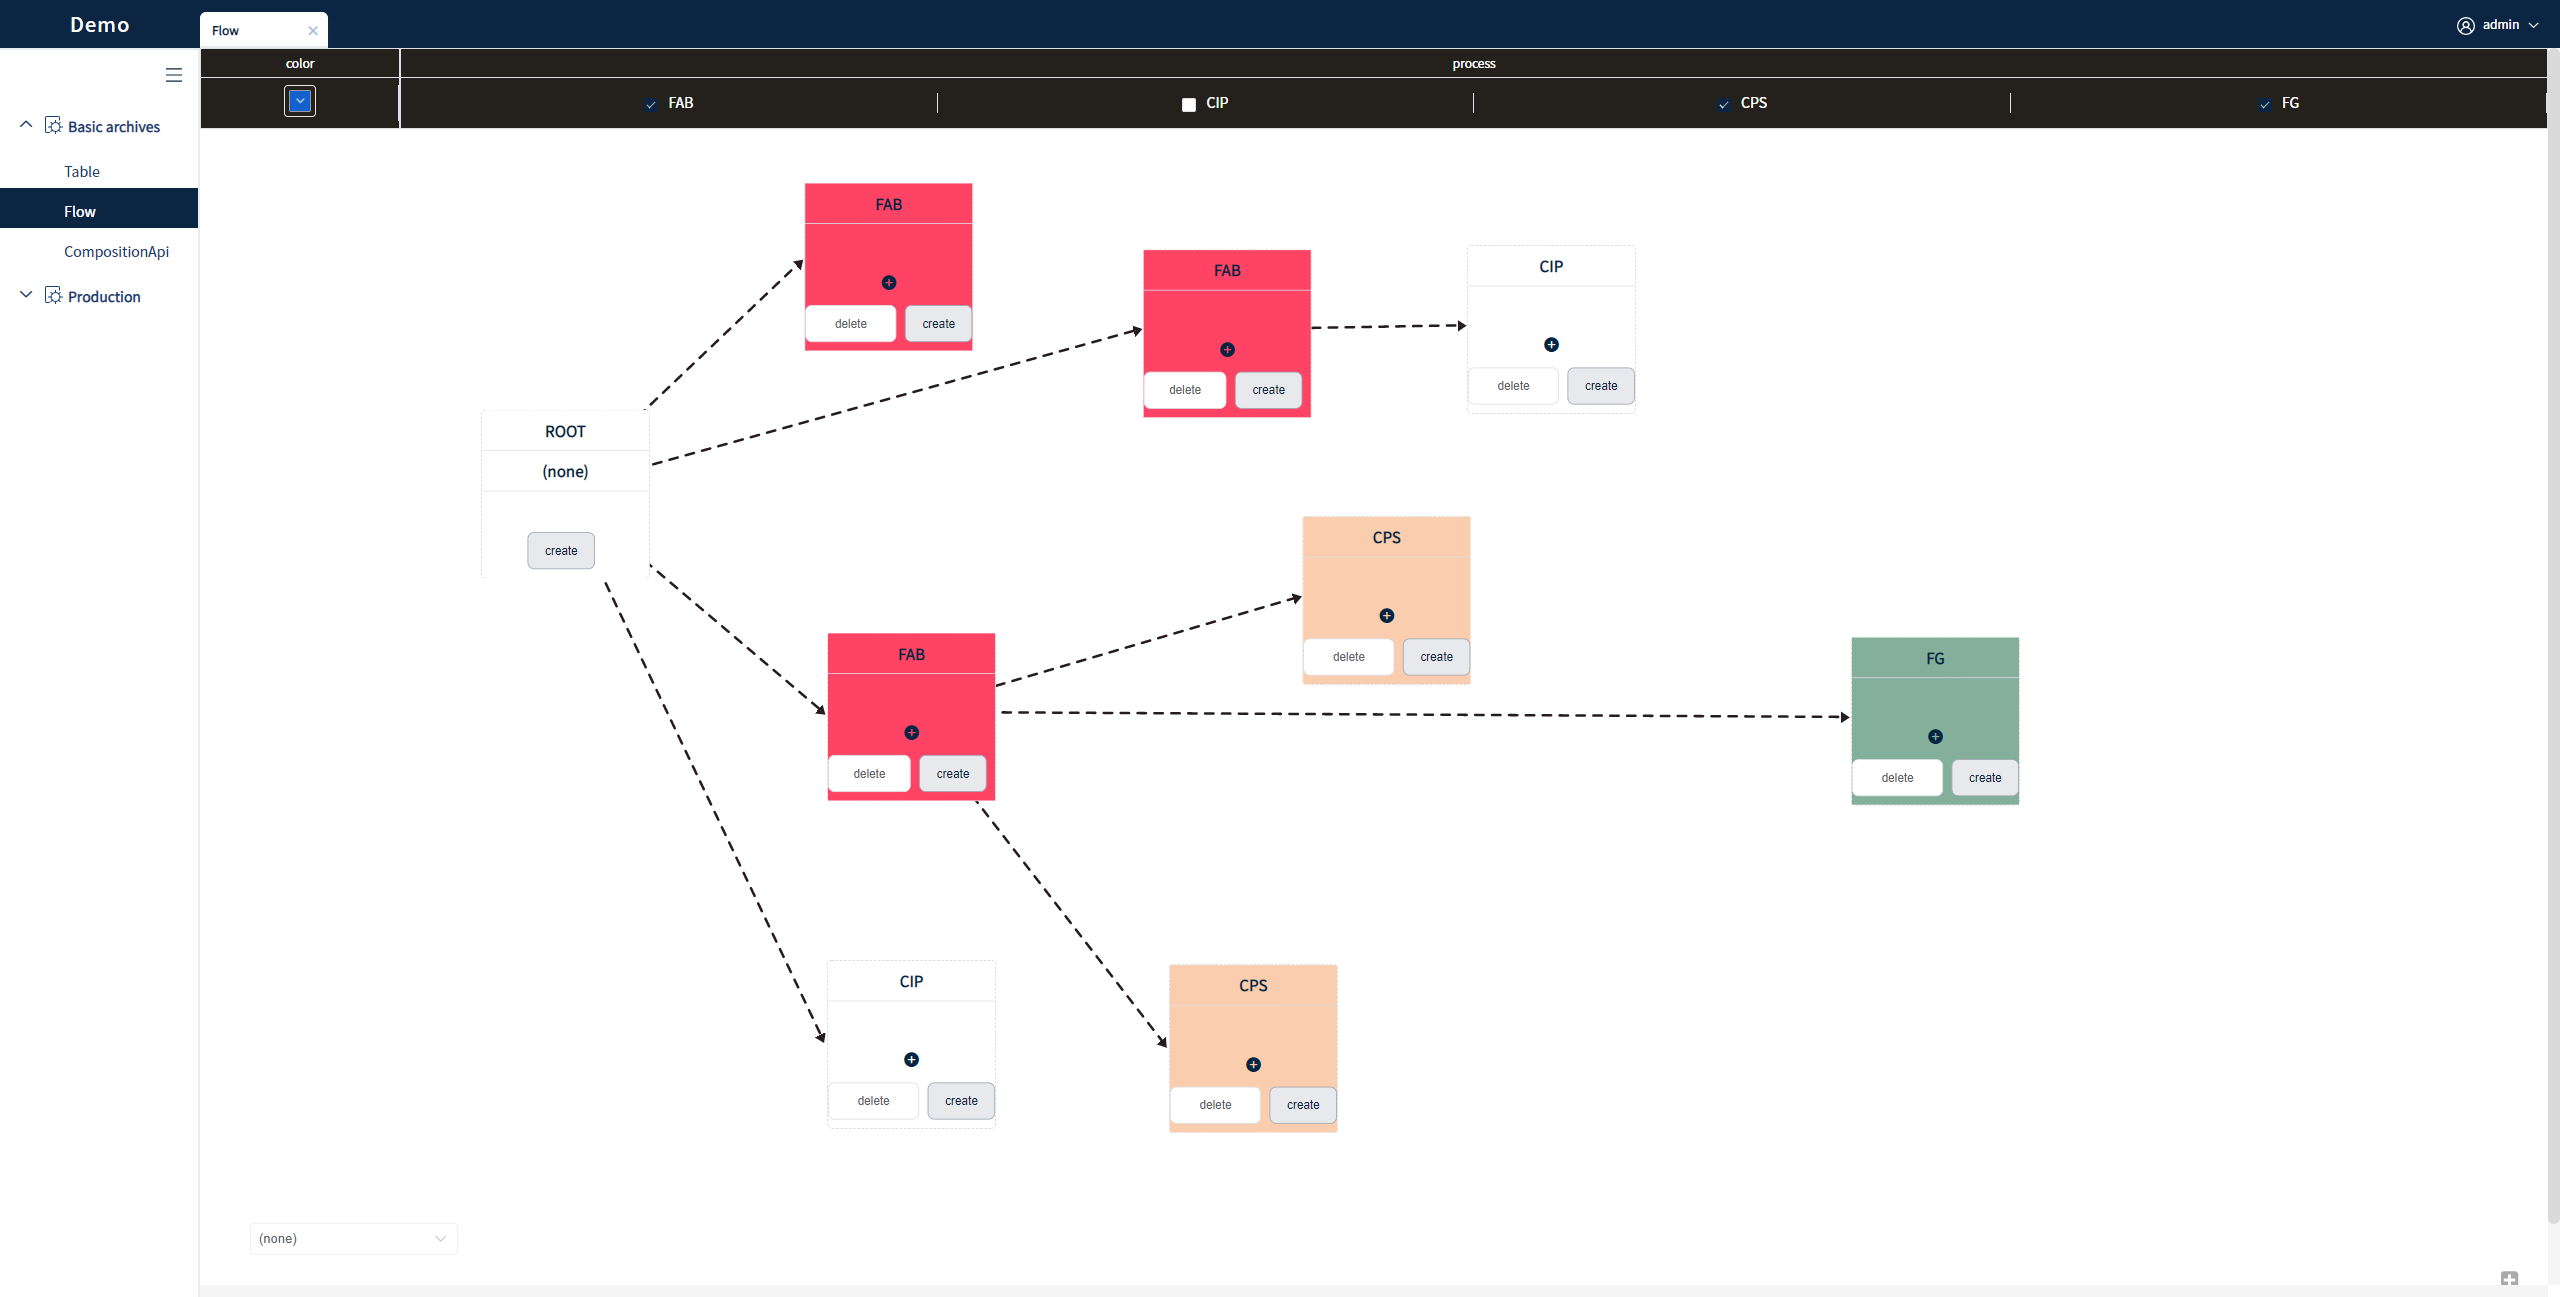 Demo
Flow
admin
color
process
FAB
CIP
CPS
FG
Basic archives
Table
Flow
CompositionApi
Production
FAB
delete
create
FAB
delete
create
CIP
delete
create
ROOT
(none)
create
CPS
delete
create
FAB
delete
create
FG
delete
create
CIP
delete
create
CPS
delete
create
(none)